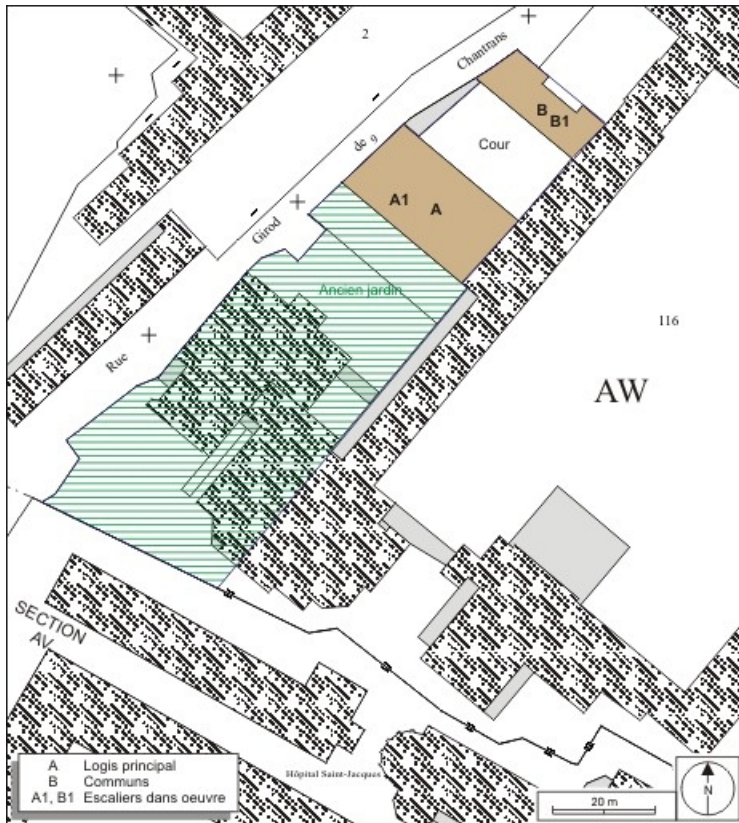 2
Chantrans
B
B1
Cour
de 9
A1
A
Girod
Ancien jardin
116
Rue
AW
SECTION
AV
A Logis principal
B Communs
A1, B1 Escaliers dans oeuvre
Hôpital Saint-Jacques
20 m
N